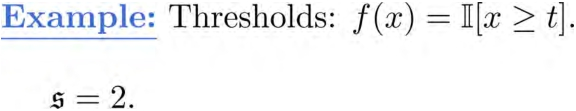 Example: Thresholds: f(x) = 𝕀[x ≥ t].
𝔰 = 2.